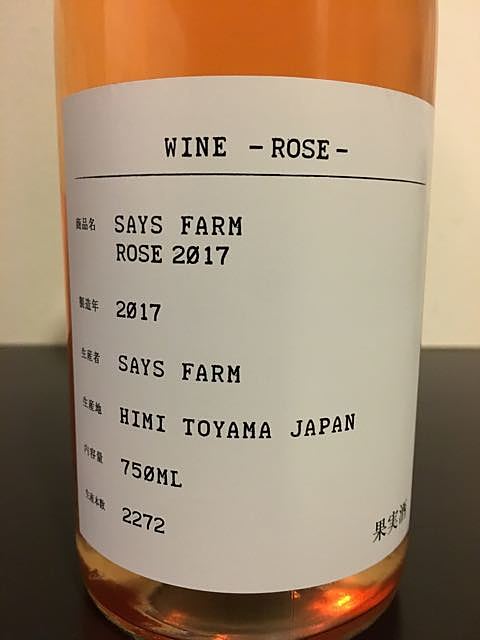 WINE -ROSE-
商品名 SAYS FARM
ROSE 2017
製造年 2017
生産者 SAYS FARM
生産地 HIMI TOYAMA JAPAN
内容量 750ML
生産本数 2272
果実酒